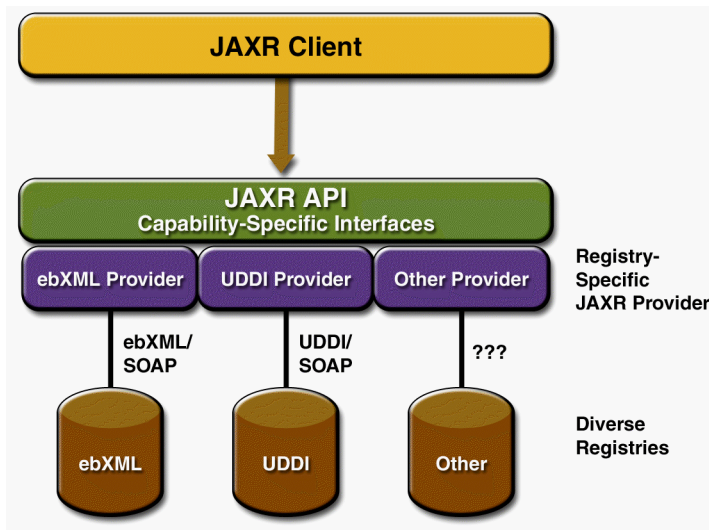 JAXR Client
JAXR API
Capability-Specific Interfaces
ebXML Provider
UDDI Provider
Other Provider
Registry-
Specific
JAXR Provider
ebXML/
SOAP
UDDI/
SOAP
???
ebXML
UDDI
Other
Diverse
Registries